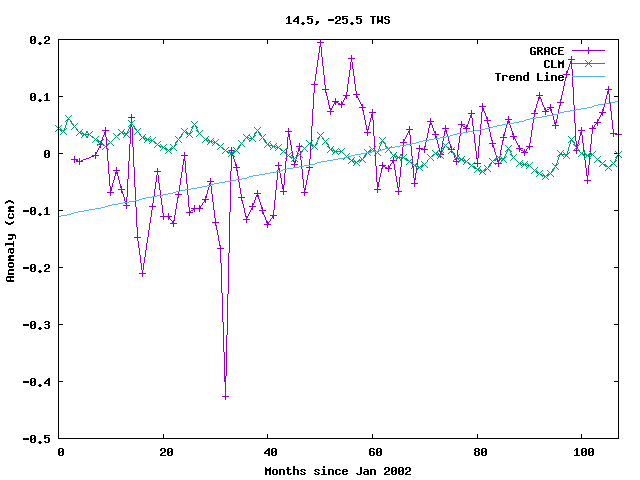 14.5, -25.5 TWS
GRACE
CLM
Trend Line
0.2
0.1
0
-0.1
-0.2
-0.3
-0.4
-0.5
Anomaly (cm)
0 20 40 60 80 100
Months since Jan 2002